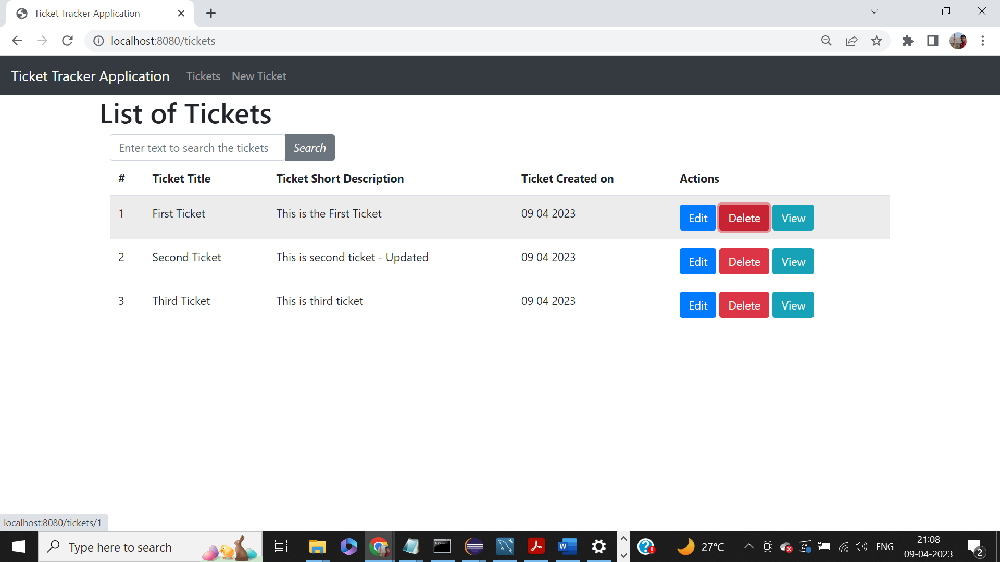 Ticket Tracker Application
localhost:8080/tickets
Ticket Tracker Application Tickets New Ticket
List of Tickets
Enter text to search the tickets Search
# Ticket Title Ticket Short Description Ticket Created on Actions
1 First Ticket This is the First Ticket 09 04 2023 Edit Delete View
2 Second Ticket This is second ticket - Updated 09 04 2023 Edit Delete View
3 Third Ticket This is third ticket 09 04 2023 Edit Delete View
localhost:8080/tickets/1
Type here to search
27°C
ENG
21:08
09-04-2023
2